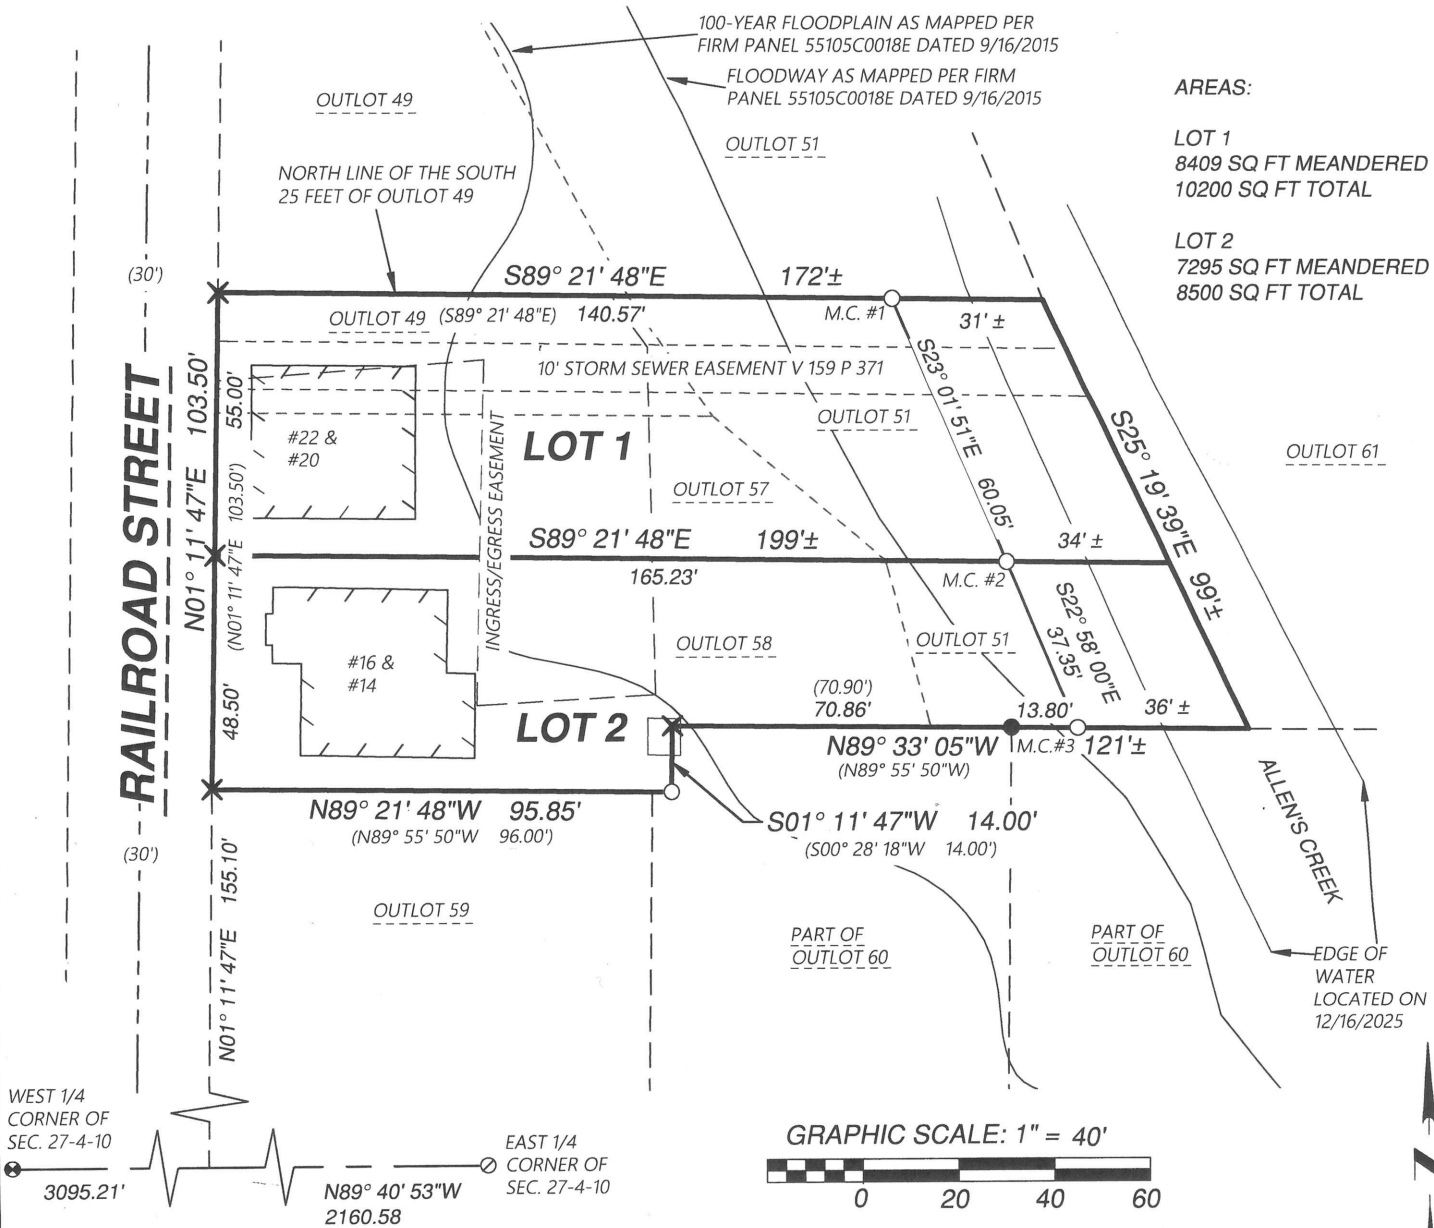 100-YEAR FLOODPLAIN AS MAPPED PER
FIRM PANEL 55105C0018E DATED 9/16/2015
FLOODWAY AS MAPPED PER FIRM
PANEL 55105C0018E DATED 9/16/2015
AREAS:
LOT 1
8409 SQ FT MEANDERED
10200 SQ FT TOTAL
LOT 2
7295 SQ FT MEANDERED
8500 SQ FT TOTAL
OUTLOT 49
OUTLOT 51
NORTH LINE OF THE SOUTH
25 FEET OF OUTLOT 49
(30')
S89° 21' 48"E 172'±
OUTLOT 49
(S89° 21' 48"E) 140.57'
M.C. #1
31' ±
10' STORM SEWER EASEMENT V 159 P 371
RAILROAD STREET
N01° 11' 47"E 103.50'
(N01° 11' 47"E 103.50')
55.00'
#22 &
#20
INGRESS/EGRESS EASEMENT
LOT 1
OUTLOT 51
S23° 01' 51"E 60.05'
S25° 19' 39"E 99'±
OUTLOT 61
OUTLOT 57
S89° 21' 48"E 199'±
165.23'
34' ±
M.C. #2
S22° 58' 00"E
37.35'
OUTLOT 58
OUTLOT 51
#16 &
#14
48.50'
LOT 2
(70.90')
70.86'
13.80'
36' ±
N89° 33' 05"W
M.C.#3
121'±
(N89° 55' 50"W)
N89° 21' 48"W 95.85'
(N89° 55' 50"W 96.00')
S01° 11' 47"W 14.00'
(S00° 28' 18"W 14.00')
ALLEN'S CREEK
(30')
N01° 11' 47"E 155.10'
OUTLOT 59
PART OF
OUTLOT 60
PART OF
OUTLOT 60
EDGE OF
WATER
LOCATED ON
12/16/2025
WEST 1/4
CORNER OF
SEC. 27-4-10
3095.21'
EAST 1/4
CORNER OF
SEC. 27-4-10
N89° 40' 53"W
2160.58
GRAPHIC SCALE: 1" = 40'
0 20 40 60